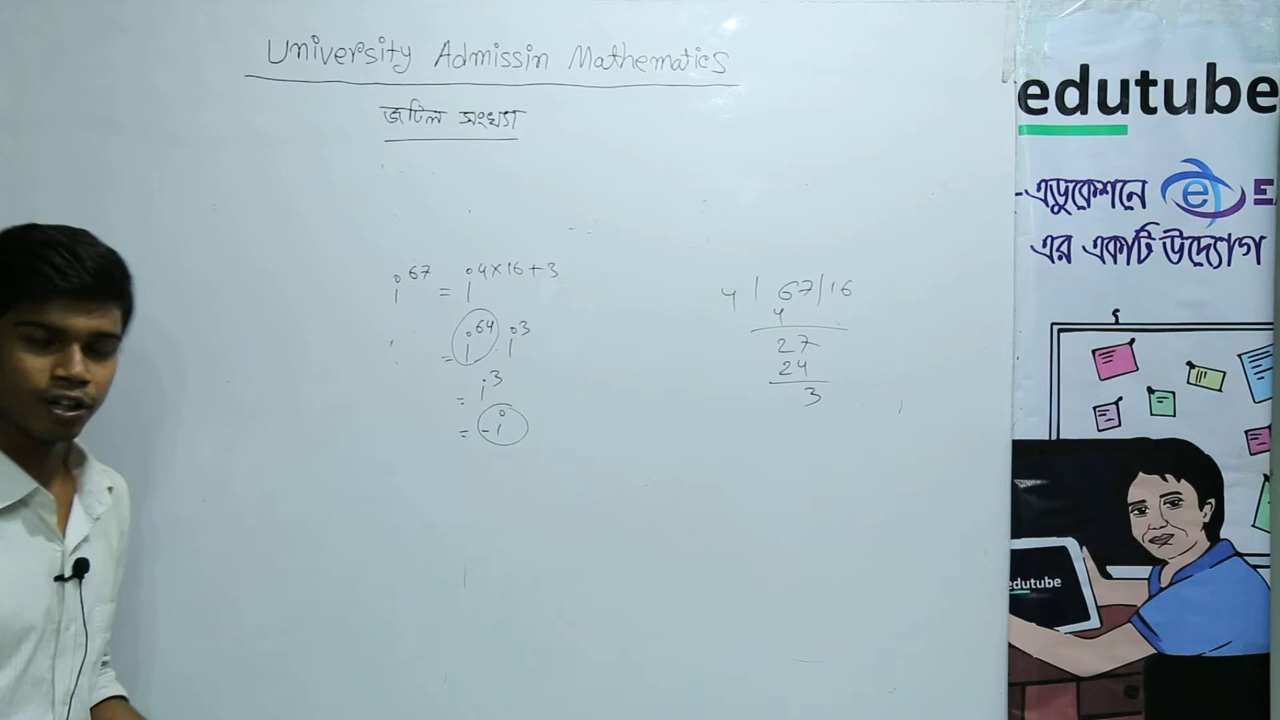 University Admissin Mathematics
জটিল সংখ্যা
i^67 = i^4×16+3
= i^64 . i^3
= i^3
= -i
4 | 67 | 16
4
27
24
3
edutube
-এডুকেশনে e
এর একটি উদ্যোগ
edutube